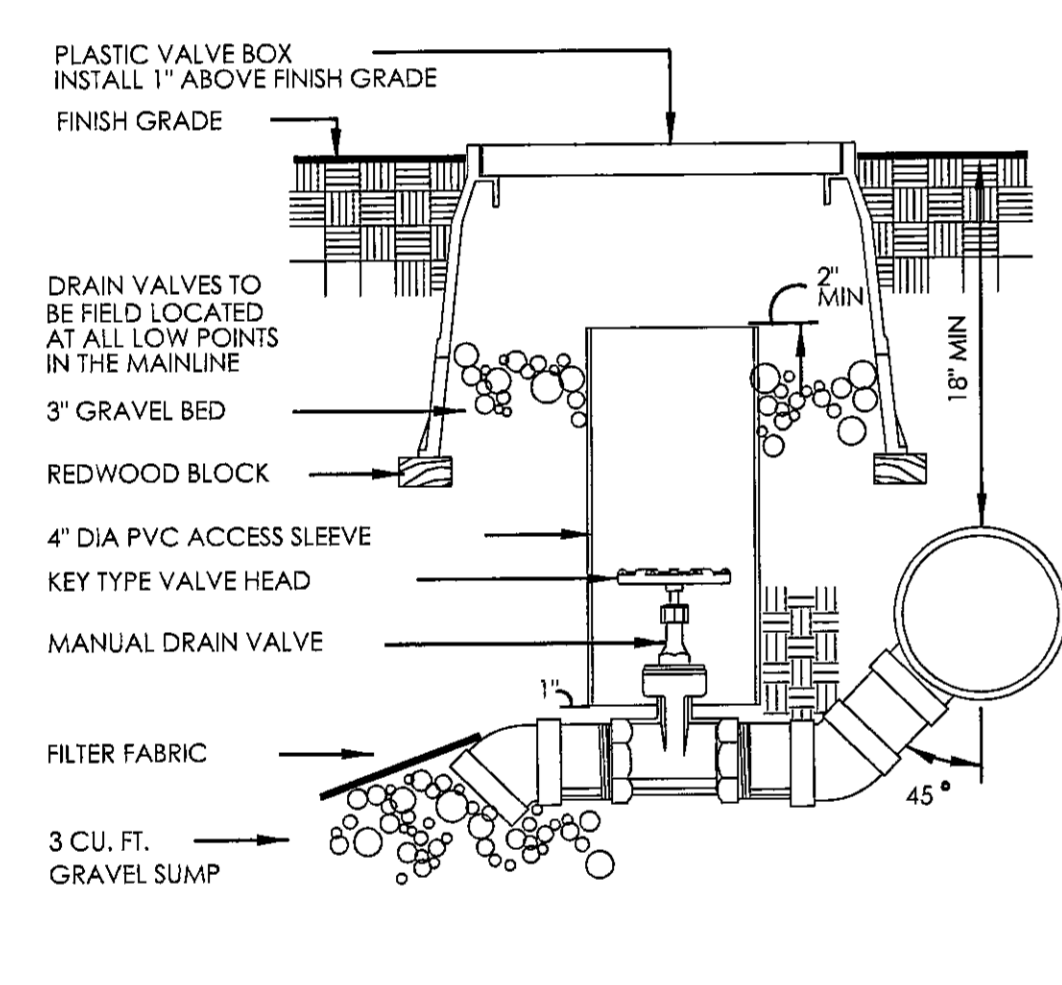 PLASTIC VALVE BOX
INSTALL 1" ABOVE FINISH GRADE
FINISH GRADE
DRAIN VALVES TO
BE FIELD LOCATED
AT ALL LOW POINTS
IN THE MAINLINE
3" GRAVEL BED
REDWOOD BLOCK
4" DIA PVC ACCESS SLEEVE
KEY TYPE VALVE HEAD
MANUAL DRAIN VALVE
FILTER FABRIC
3 CU. FT.
GRAVEL SUMP
2"
MIN
18" MIN
1"
45°